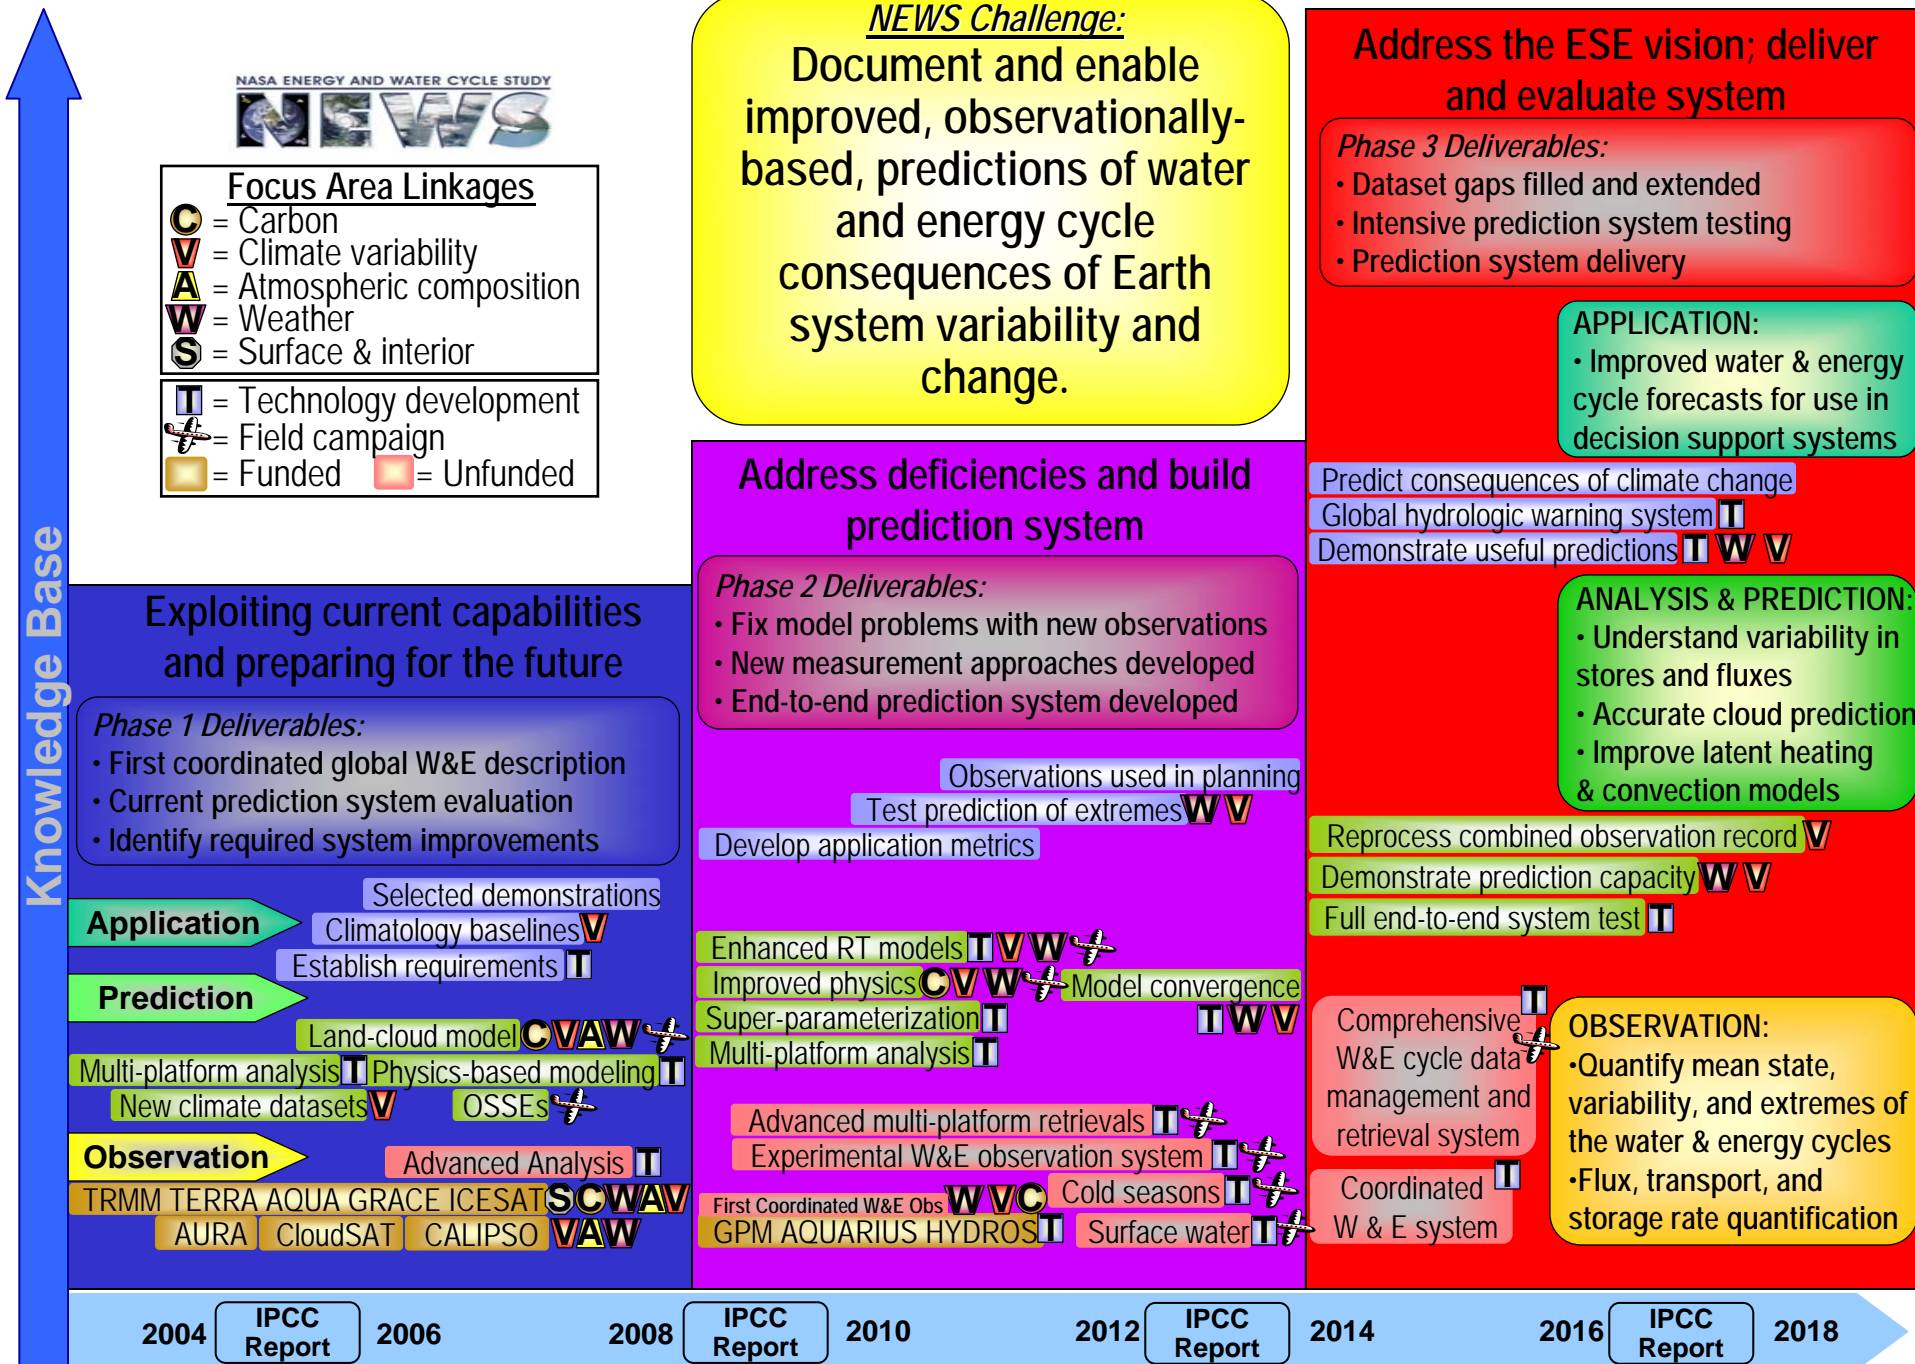 NASA ENERGY AND WATER CYCLE STUDY
NEWS
Focus Area Linkages
C = Carbon
V = Climate variability
A = Atmospheric composition
W = Weather
S = Surface & interior
T = Technology development
= Field campaign
= Funded = Unfunded
Knowledge Base
NEWS Challenge:
Document and enable
improved, observationally-
based, predictions of water
and energy cycle
consequences of Earth
system variability and
change.
Exploiting current capabilities
and preparing for the future
Phase 1 Deliverables:
• First coordinated global W&E description
• Current prediction system evaluation
• Identify required system improvements
Selected demonstrations
Application
Climatology baselines V
Establish requirements T
Prediction
Land-cloud model C V A W
Multi-platform analysis T Physics-based modeling T
New climate datasets V OSSEs
Observation
Advanced Analysis T
TRMM TERRA AQUA GRACE ICESAT S C W A V
AURA CloudSAT CALIPSO V A W
Address deficiencies and build
prediction system
Phase 2 Deliverables:
• Fix model problems with new observations
• New measurement approaches developed
• End-to-end prediction system developed
Observations used in planning
Test prediction of extremes W V
Develop application metrics
Enhanced RT models T V W
Improved physics C V W Model convergence
Super-parameterization T T W V
Multi-platform analysis T
Advanced multi-platform retrievals T
Experimental W&E observation system T
First Coordinated W&E Obs W V C Cold seasons T
GPM AQUARIUS HYDROS T Surface water T
Address the ESE vision; deliver
and evaluate system
Phase 3 Deliverables:
• Dataset gaps filled and extended
• Intensive prediction system testing
• Prediction system delivery
APPLICATION:
• Improved water & energy
cycle forecasts for use in
decision support systems
Predict consequences of climate change
Global hydrologic warning system T
Demonstrate useful predictions T W V
ANALYSIS & PREDICTION:
• Understand variability in
stores and fluxes
• Accurate cloud prediction
• Improve latent heating
& convection models
Reprocess combined observation record V
Demonstrate prediction capacity W V
Full end-to-end system test T
Comprehensive T
W&E cycle data
management and
retrieval system
Coordinated T
W & E system
OBSERVATION:
•Quantify mean state,
variability, and extremes of
the water & energy cycles
•Flux, transport, and
storage rate quantification
2004 IPCC Report 2006 2008 IPCC Report 2010 2012 IPCC Report 2014 2016 IPCC Report 2018